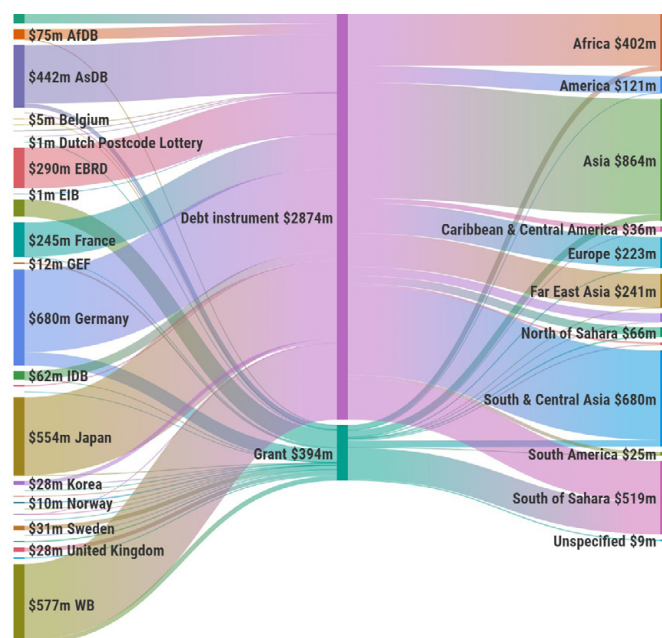 $75m AfDB
$442m AsDB
$5m Belgium
$1m Dutch Postcode Lottery
$290m EBRD
$1m EIB
$245m France
$12m GEF
$680m Germany
$62m IDB
$554m Japan
$28m Korea
$10m Norway
$31m Sweden
$28m United Kingdom
$577m WB
Debt instrument $2874m
Grant $394m
Africa $402m
America $121m
Asia $864m
Caribbean & Central America $36m
Europe $223m
Far East Asia $241m
North of Sahara $66m
South & Central Asia $680m
South America $25m
South of Sahara $519m
Unspecified $9m